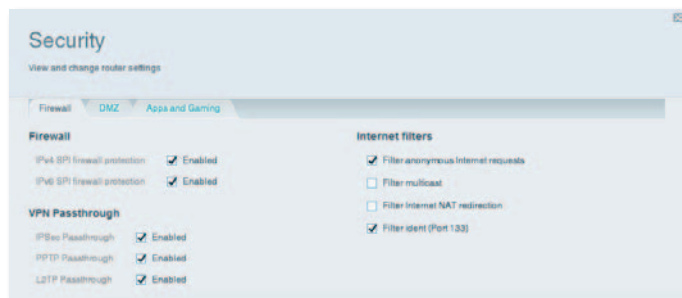 Security
View and change router settings
Firewall DMZ Apps and Gaming
Firewall
IPv4 SPI firewall protection Enabled
IPv6 SPI firewall protection Enabled
VPN Passthrough
IPSec Passthrough Enabled
PPTP Passthrough Enabled
L2TP Passthrough Enabled
Internet filters
Filter anonymous Internet requests
Filter multicast
Filter Internet NAT redirection
Filter ident (Port 133)